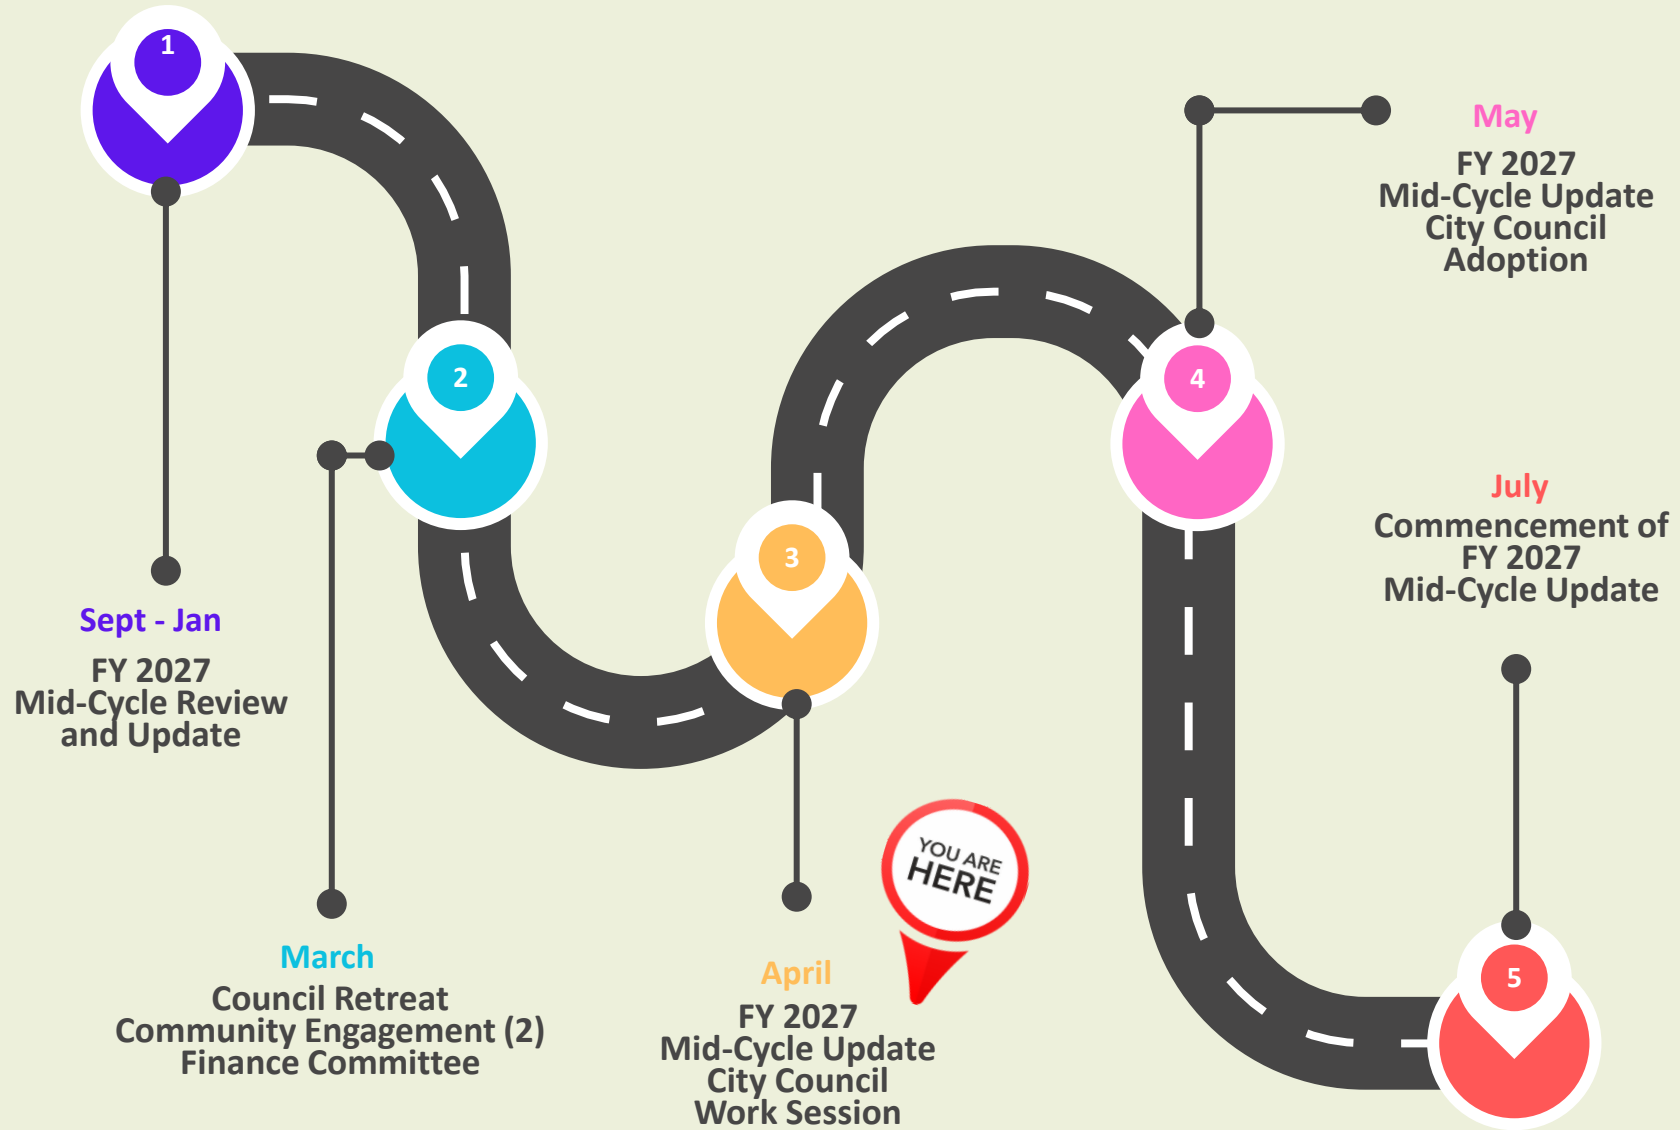 1
Sept - Jan
FY 2027
Mid-Cycle Review
and Update
2
March
Council Retreat
Community Engagement (2)
Finance Committee
3
April
FY 2027
Mid-Cycle Update
City Council
Work Session
YOU ARE
HERE
4
May
FY 2027
Mid-Cycle Update
City Council
Adoption
5
July
Commencement of
FY 2027
Mid-Cycle Update